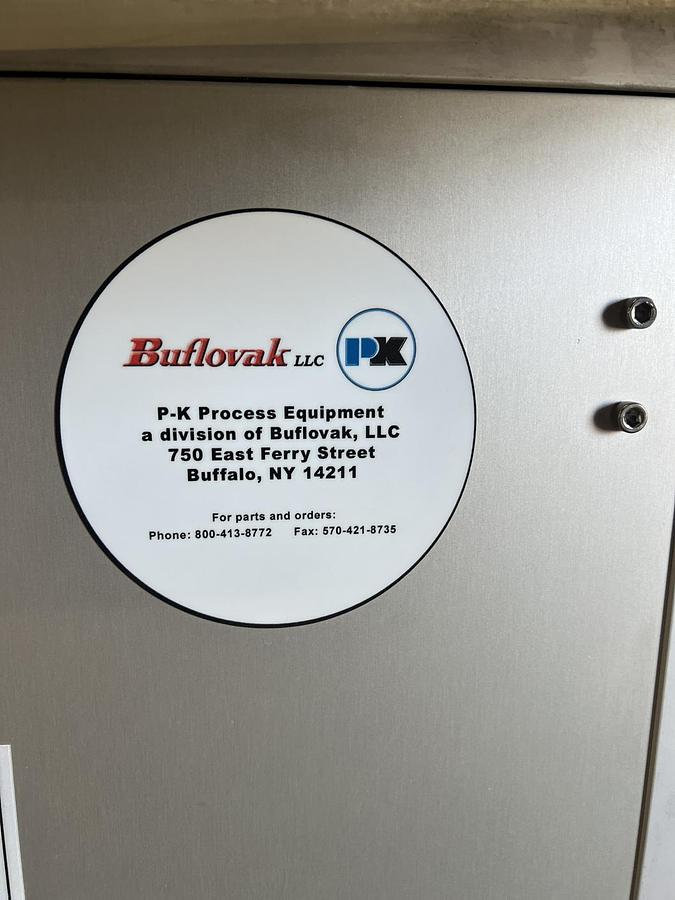 Buflovak LLC PK
P-K Process Equipment
a division of Buflovak, LLC
750 East Ferry Street
Buffalo, NY 14211
For parts and orders:
Phone: 800-413-8772 Fax: 570-421-8735